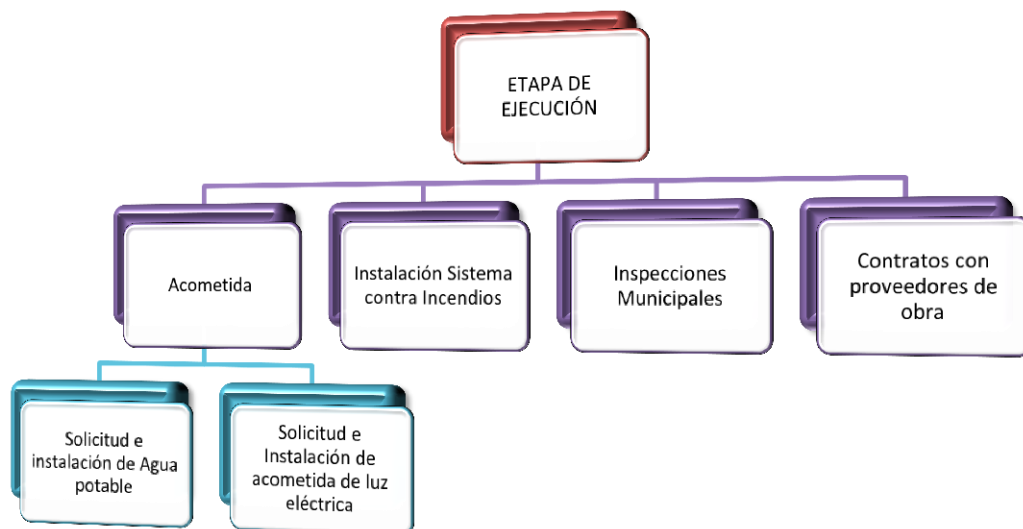 ETAPA DE
EJECUCIÓN
Acometida
Instalación Sistema
contra Incendios
Inspecciones
Municipales
Contratos con
proveedores de
obra
Solicitud e
instalación de Agua
potable
Solicitud e
Instalación de
acometida de luz
eléctrica